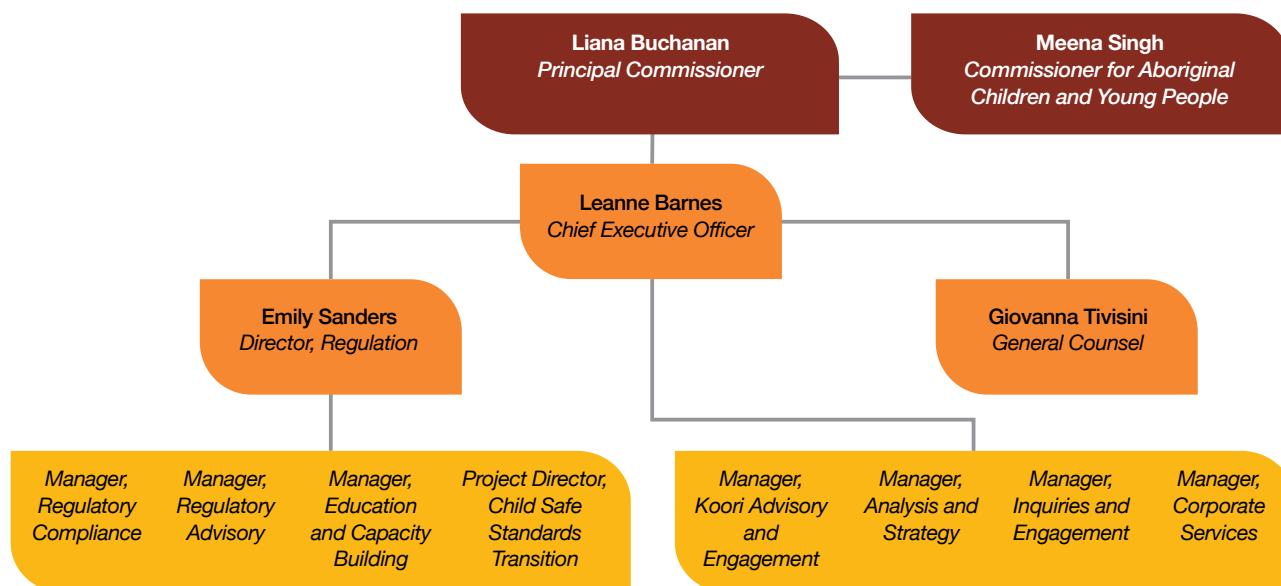 Liana Buchanan
Principal Commissioner
Meena Singh
Commissioner for Aboriginal
Children and Young People
Leanne Barnes
Chief Executive Officer
Emily Sanders
Director, Regulation
Giovanna Tivisini
General Counsel
Manager,
Regulatory
Compliance
Manager,
Regulatory
Advisory
Manager,
Education
and Capacity
Building
Project Director,
Child Safe
Standards
Transition
Manager,
Koori Advisory
and
Engagement
Manager,
Analysis and
Strategy
Manager,
Inquiries and
Engagement
Manager,
Corporate
Services